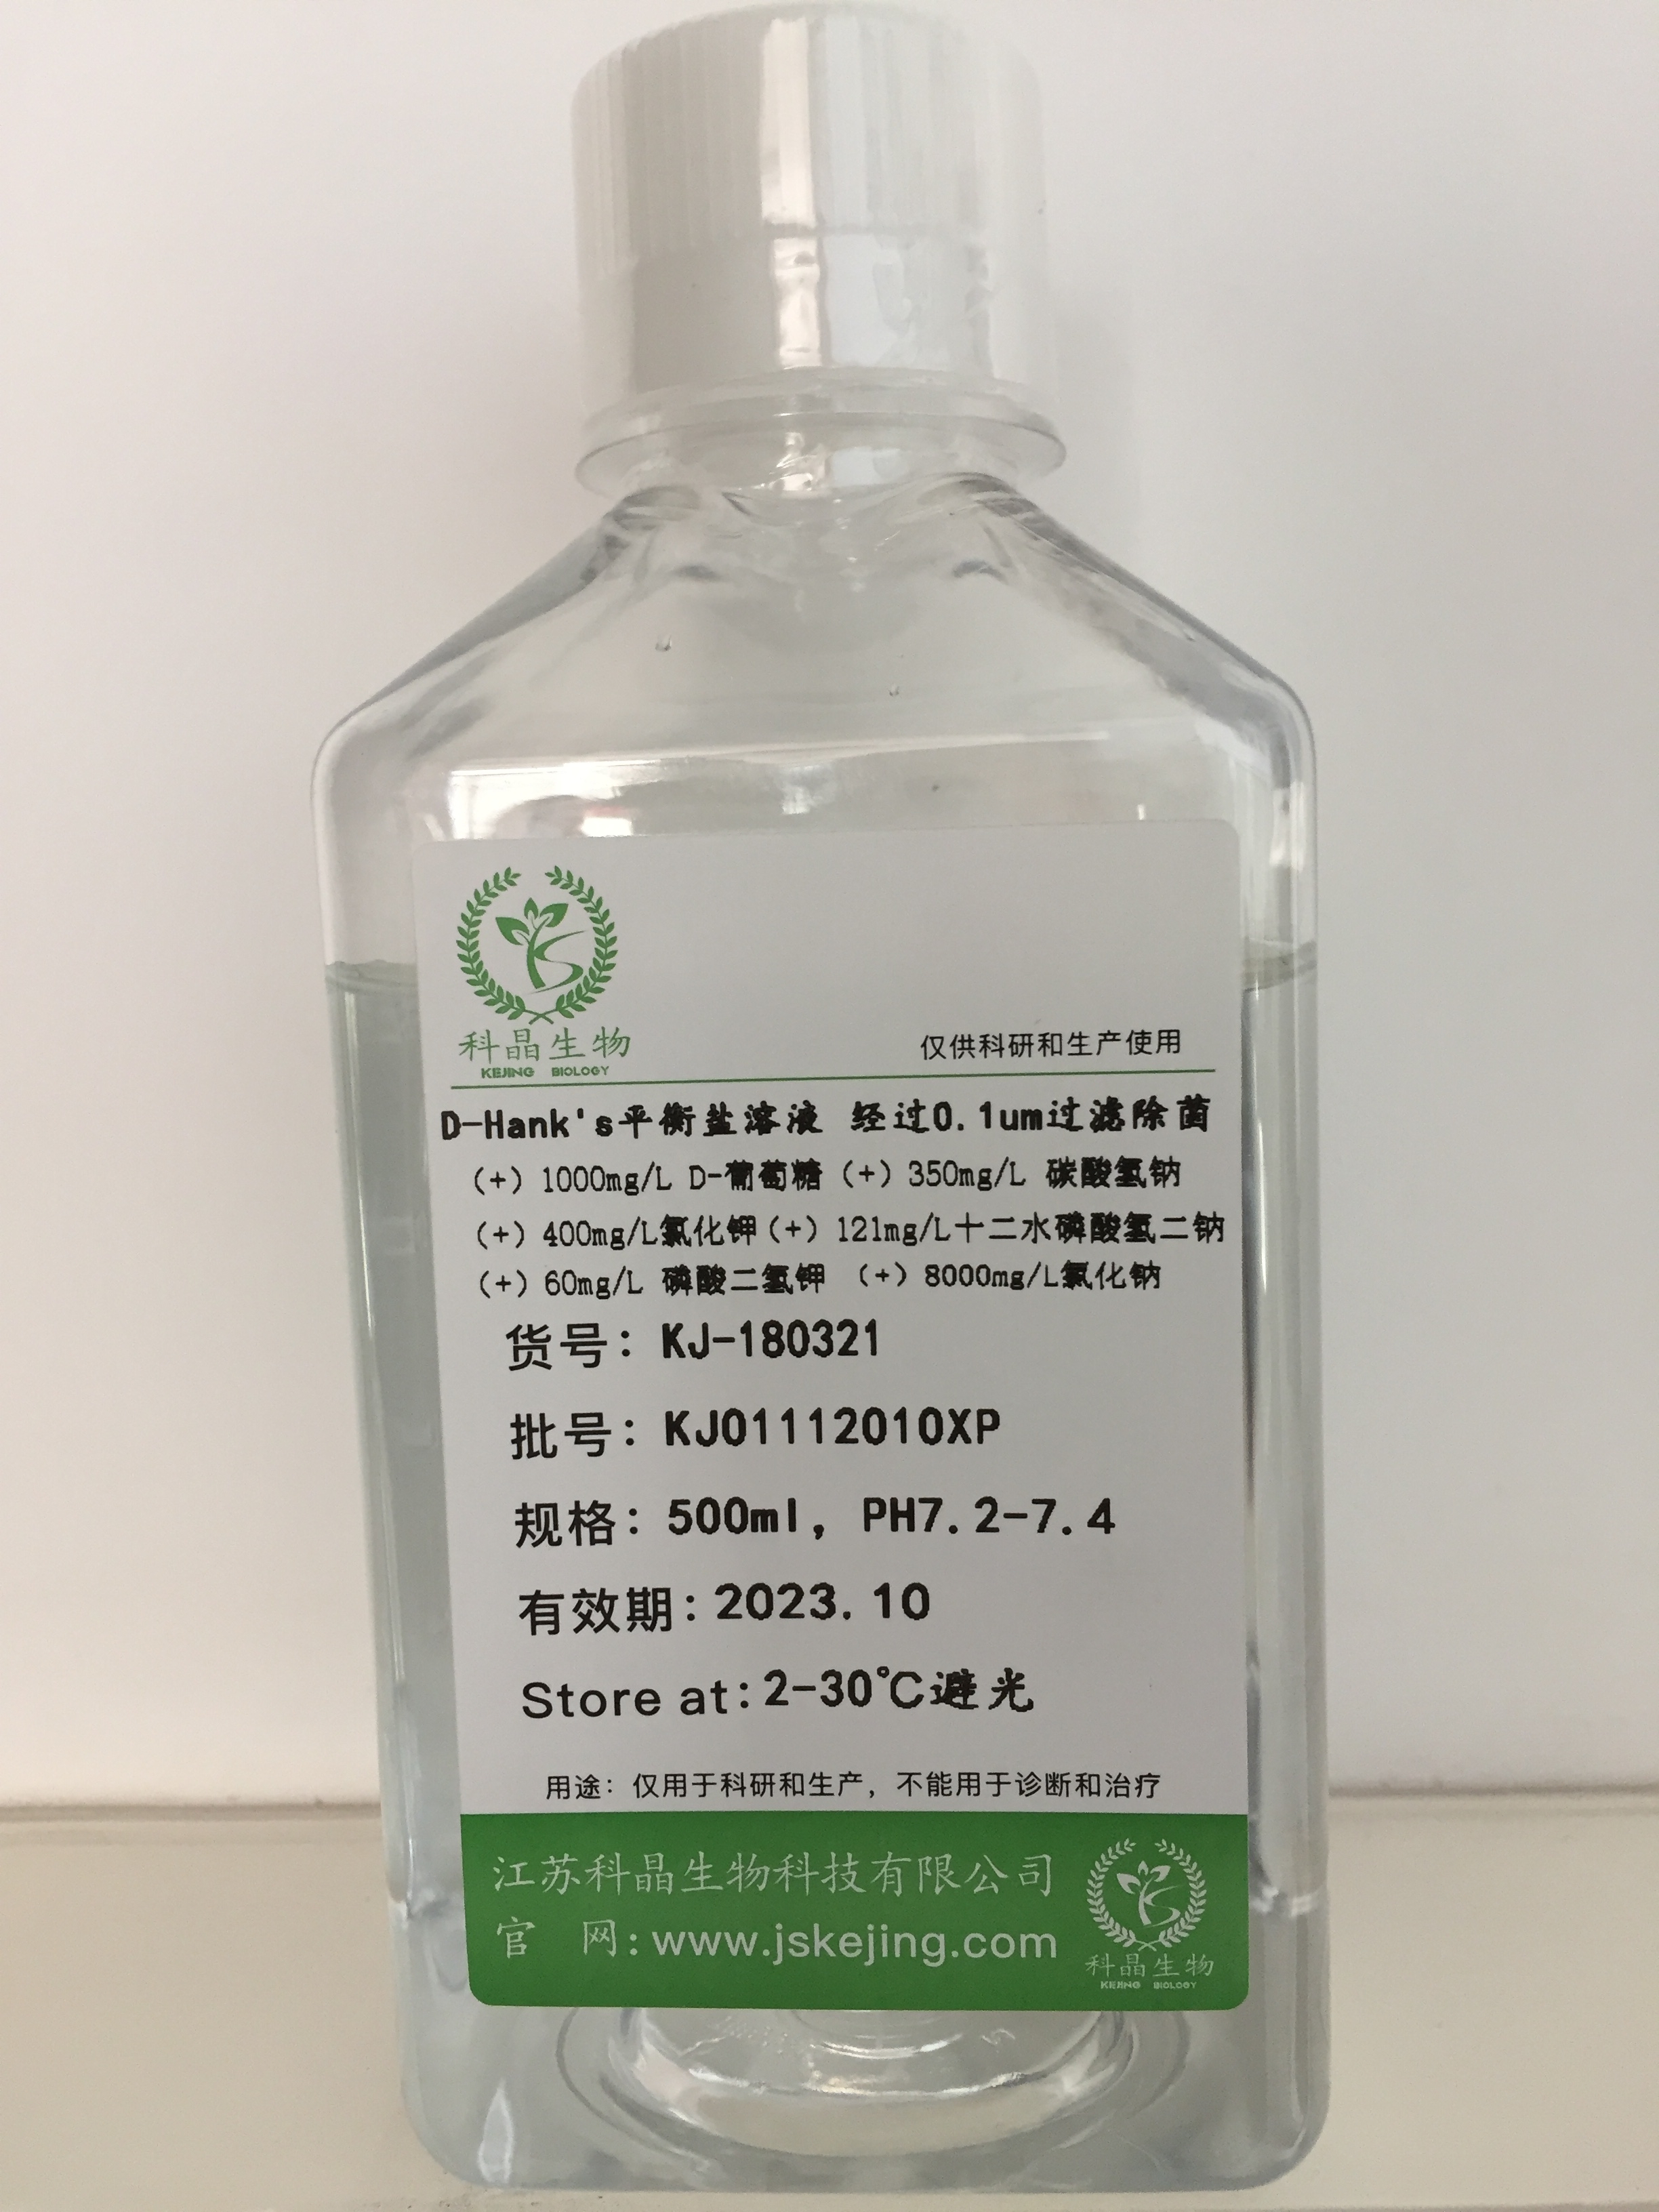 科晶生物
KEJING BIOLOGY
仅供科研和生产使用
D-Hank's平衡盐溶液 经过0.1um过滤除菌
(+) 1000mg/L D-葡萄糖 (+) 350mg/L 碳酸氢钠
(+) 400mg/L氯化钾 (+) 121mg/L十二水磷酸氢二钠
(+) 60mg/L 磷酸二氢钾 (+) 8000mg/L氯化钠
货号: KJ-180321
批号: KJ01112010XP
规格: 500ml, PH7.2-7.4
有效期: 2023.10
Store at: 2-30℃避光
用途: 仅用于科研和生产, 不能用于诊断和治疗
江苏科晶生物科技有限公司
官 网: www.jskejing.com
科晶生物
KEJING BIOLOGY